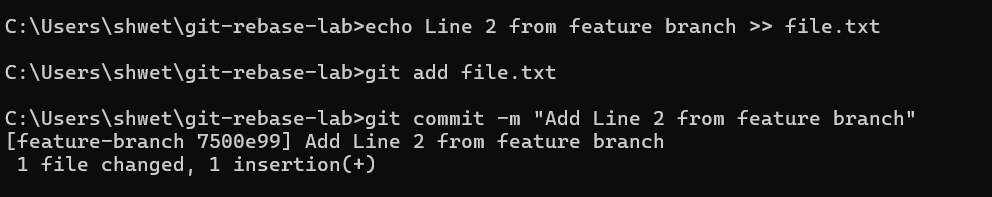 C:\Users\shwet\git-rebase-lab>echo Line 2 from feature branch >> file.txt
C:\Users\shwet\git-rebase-lab>git add file.txt
C:\Users\shwet\git-rebase-lab>git commit -m "Add Line 2 from feature branch"
[feature-branch 7500e99] Add Line 2 from feature branch
 1 file changed, 1 insertion(+)